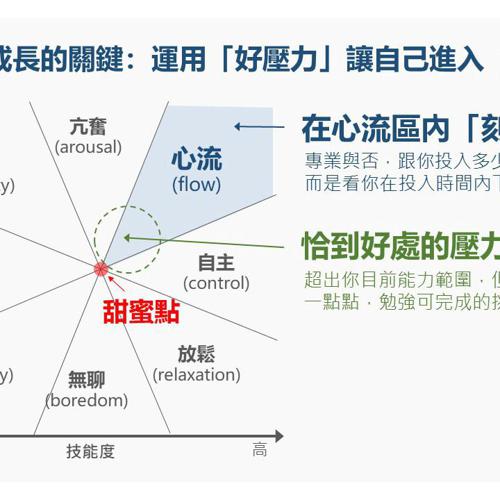 成長的關鍵：運用「好壓力」讓自己進入
亢奮
(arousal)
心流
(flow)
在心流區內「刻
專業與否，跟你投入多少
而是看你在投入時間內下
y)
恰到好處的壓力
超出你目前能力範圍，但
一點點，勉強可完成的挑
自主
(control)
甜蜜點
放鬆
(relaxation)
y)
無聊
(boredom)
技能度
高